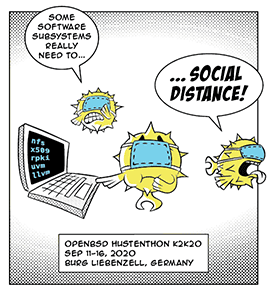 SOME
SOFTWARE
SUBSYSTEMS
REALLY
NEED TO...
... SOCIAL
DISTANCE!
nfs
x509
rpki
uvm
llvm
OPENBSD HUSTENTHON K2K20
SEP 11-16, 2020
BURG LIEBENZELL, GERMANY